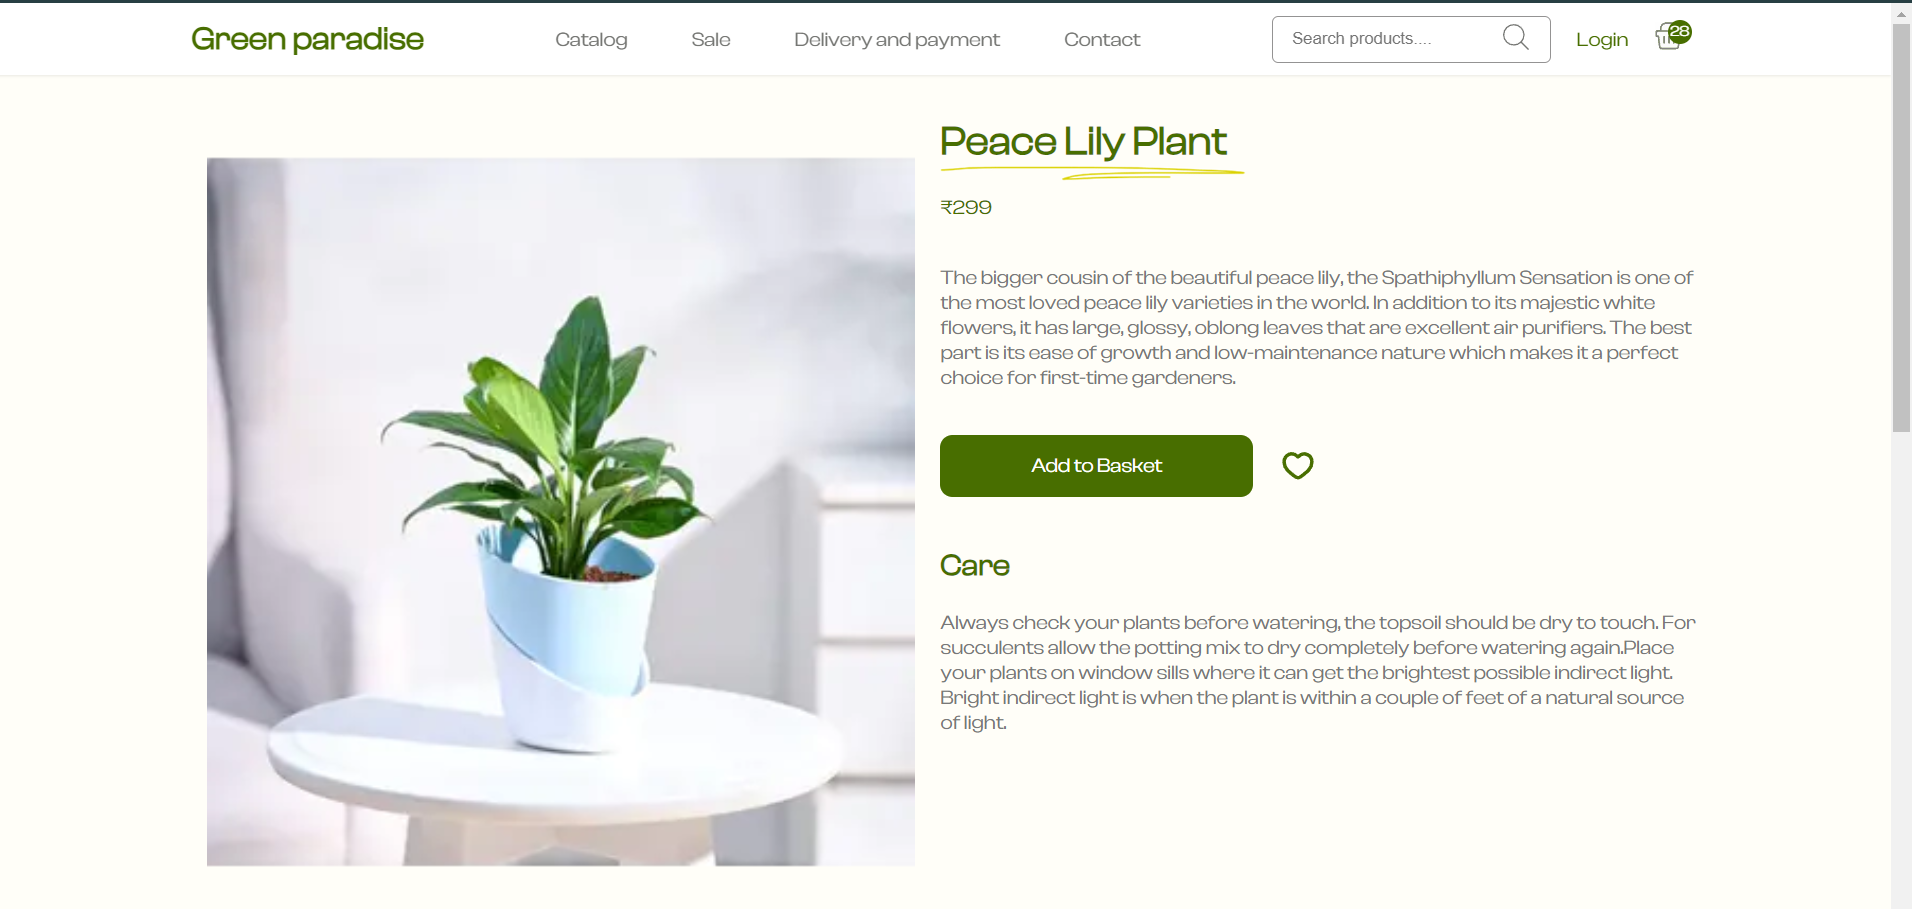 Green paradise
Catalog
Sale
Delivery and payment
Contact
Search products....
Login
28
Peace Lily Plant
₹299
The bigger cousin of the beautiful peace lily, the Spathiphyllum Sensation is one of
the most loved peace lily varieties in the world. In addition to its majestic white
flowers, it has large, glossy, oblong leaves that are excellent air purifiers. The best
part is its ease of growth and low-maintenance nature which makes it a perfect
choice for first-time gardeners.
Add to Basket
Care
Always check your plants before watering, the topsoil should be dry to touch. For
succulents allow the potting mix to dry completely before watering again.Place
your plants on window sills where it can get the brightest possible indirect light.
Bright indirect light is when the plant is within a couple of feet of a natural source
of light.